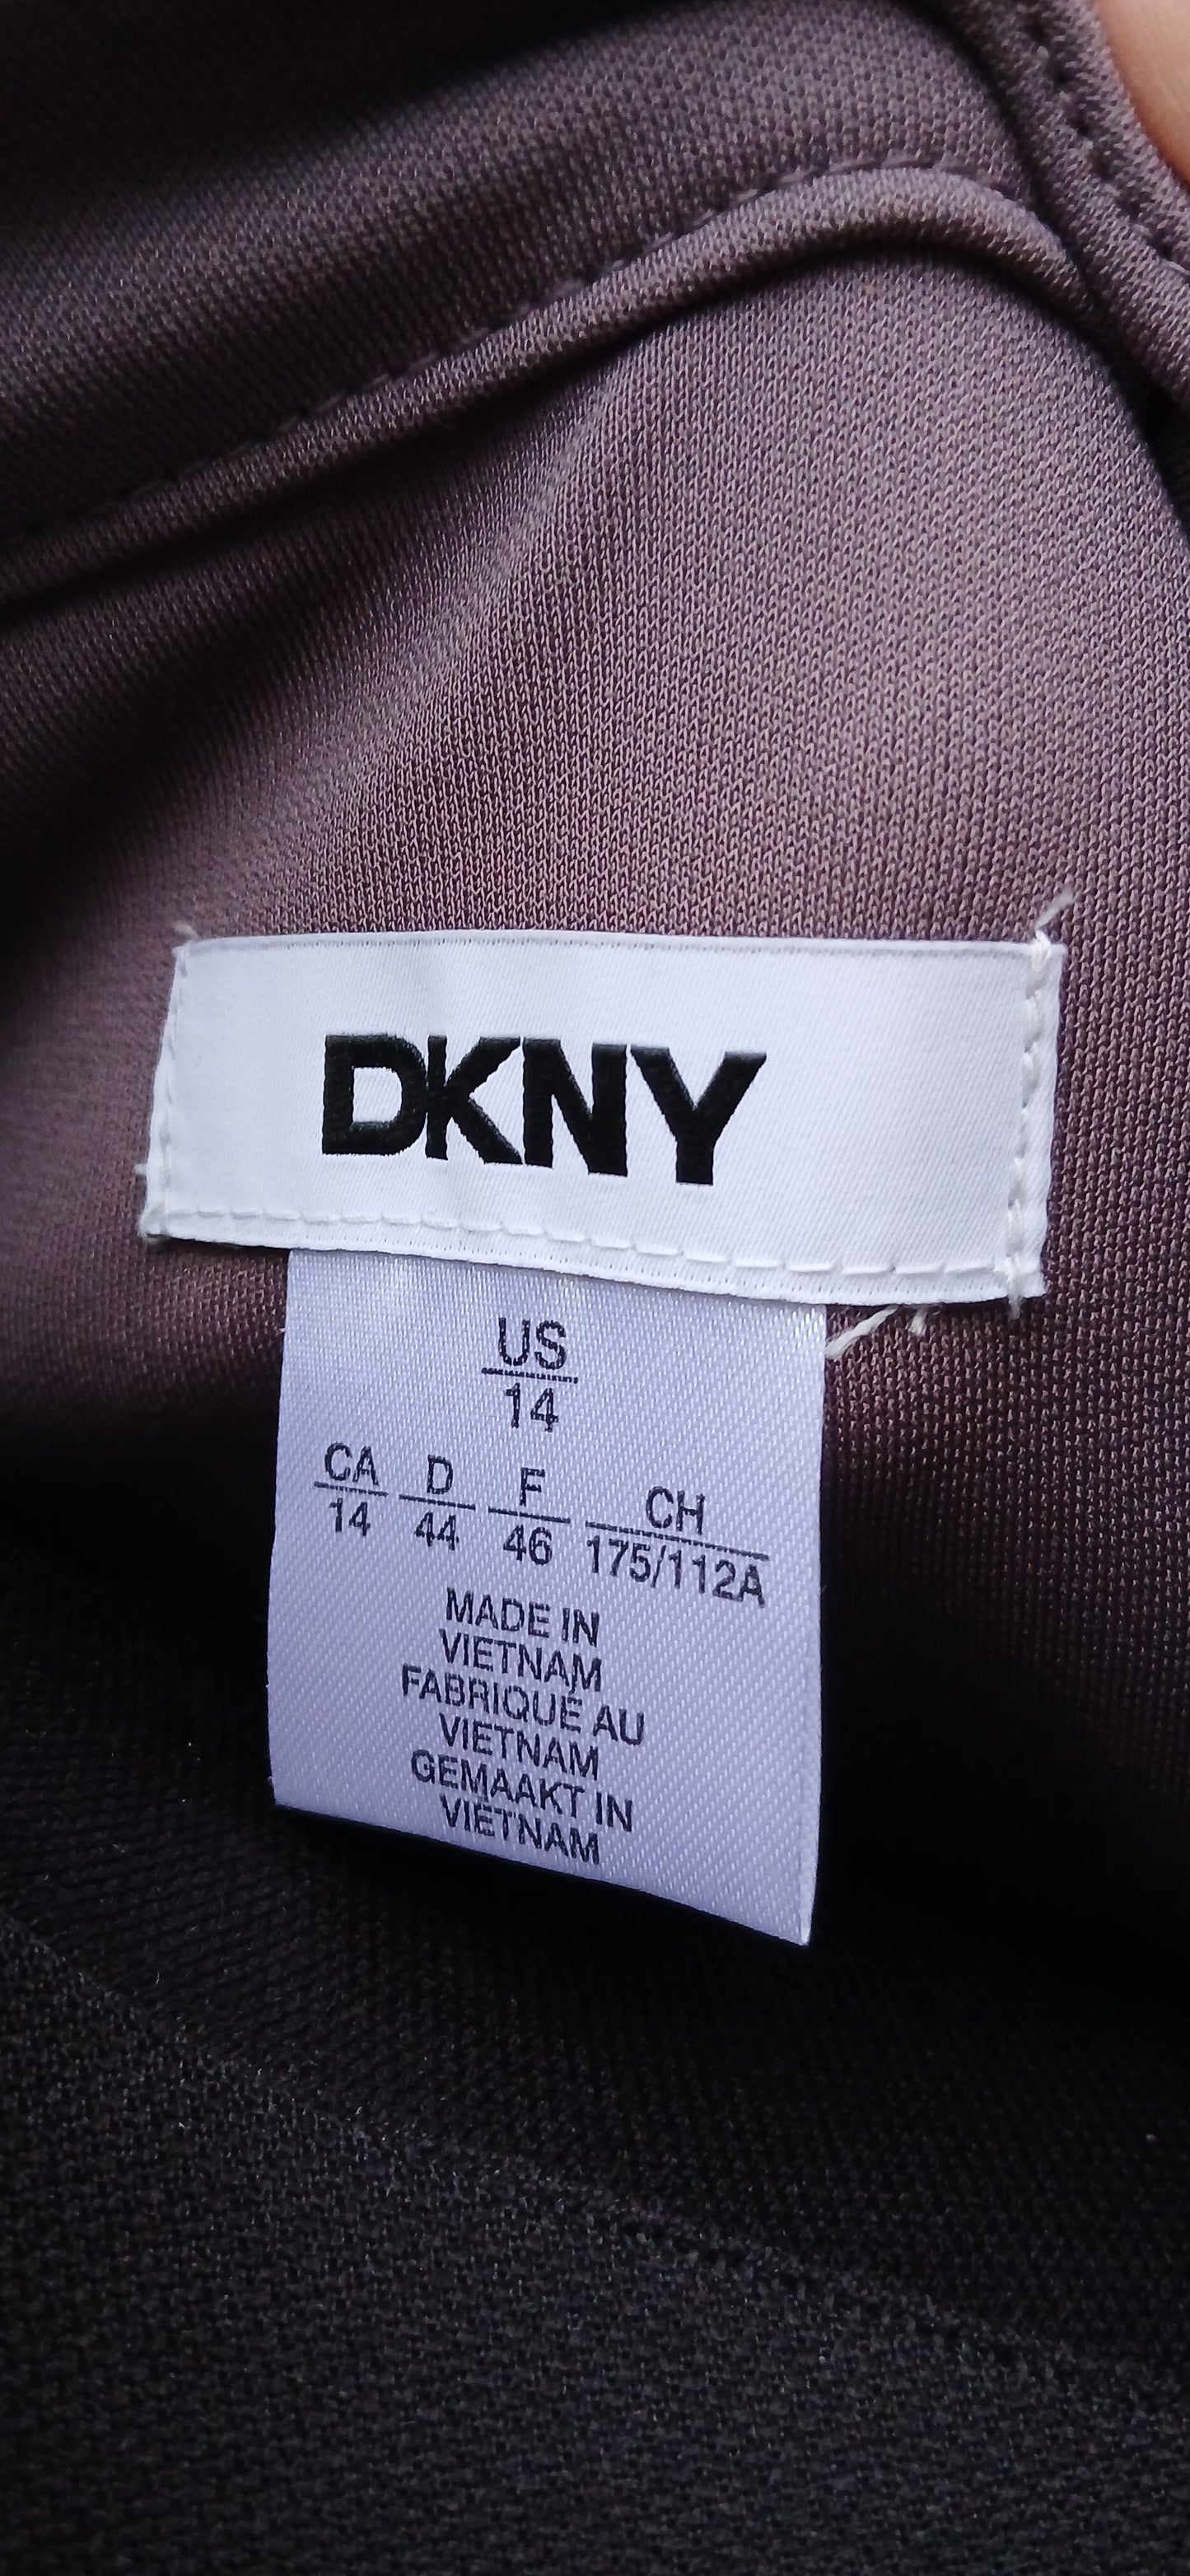 DKNY
US
14
CA D F CH
14 44 46 175/112A
MADE IN
VIETNAM
FABRIQUÉ AU
VIETNAM
GEMAAKT IN
VIETNAM